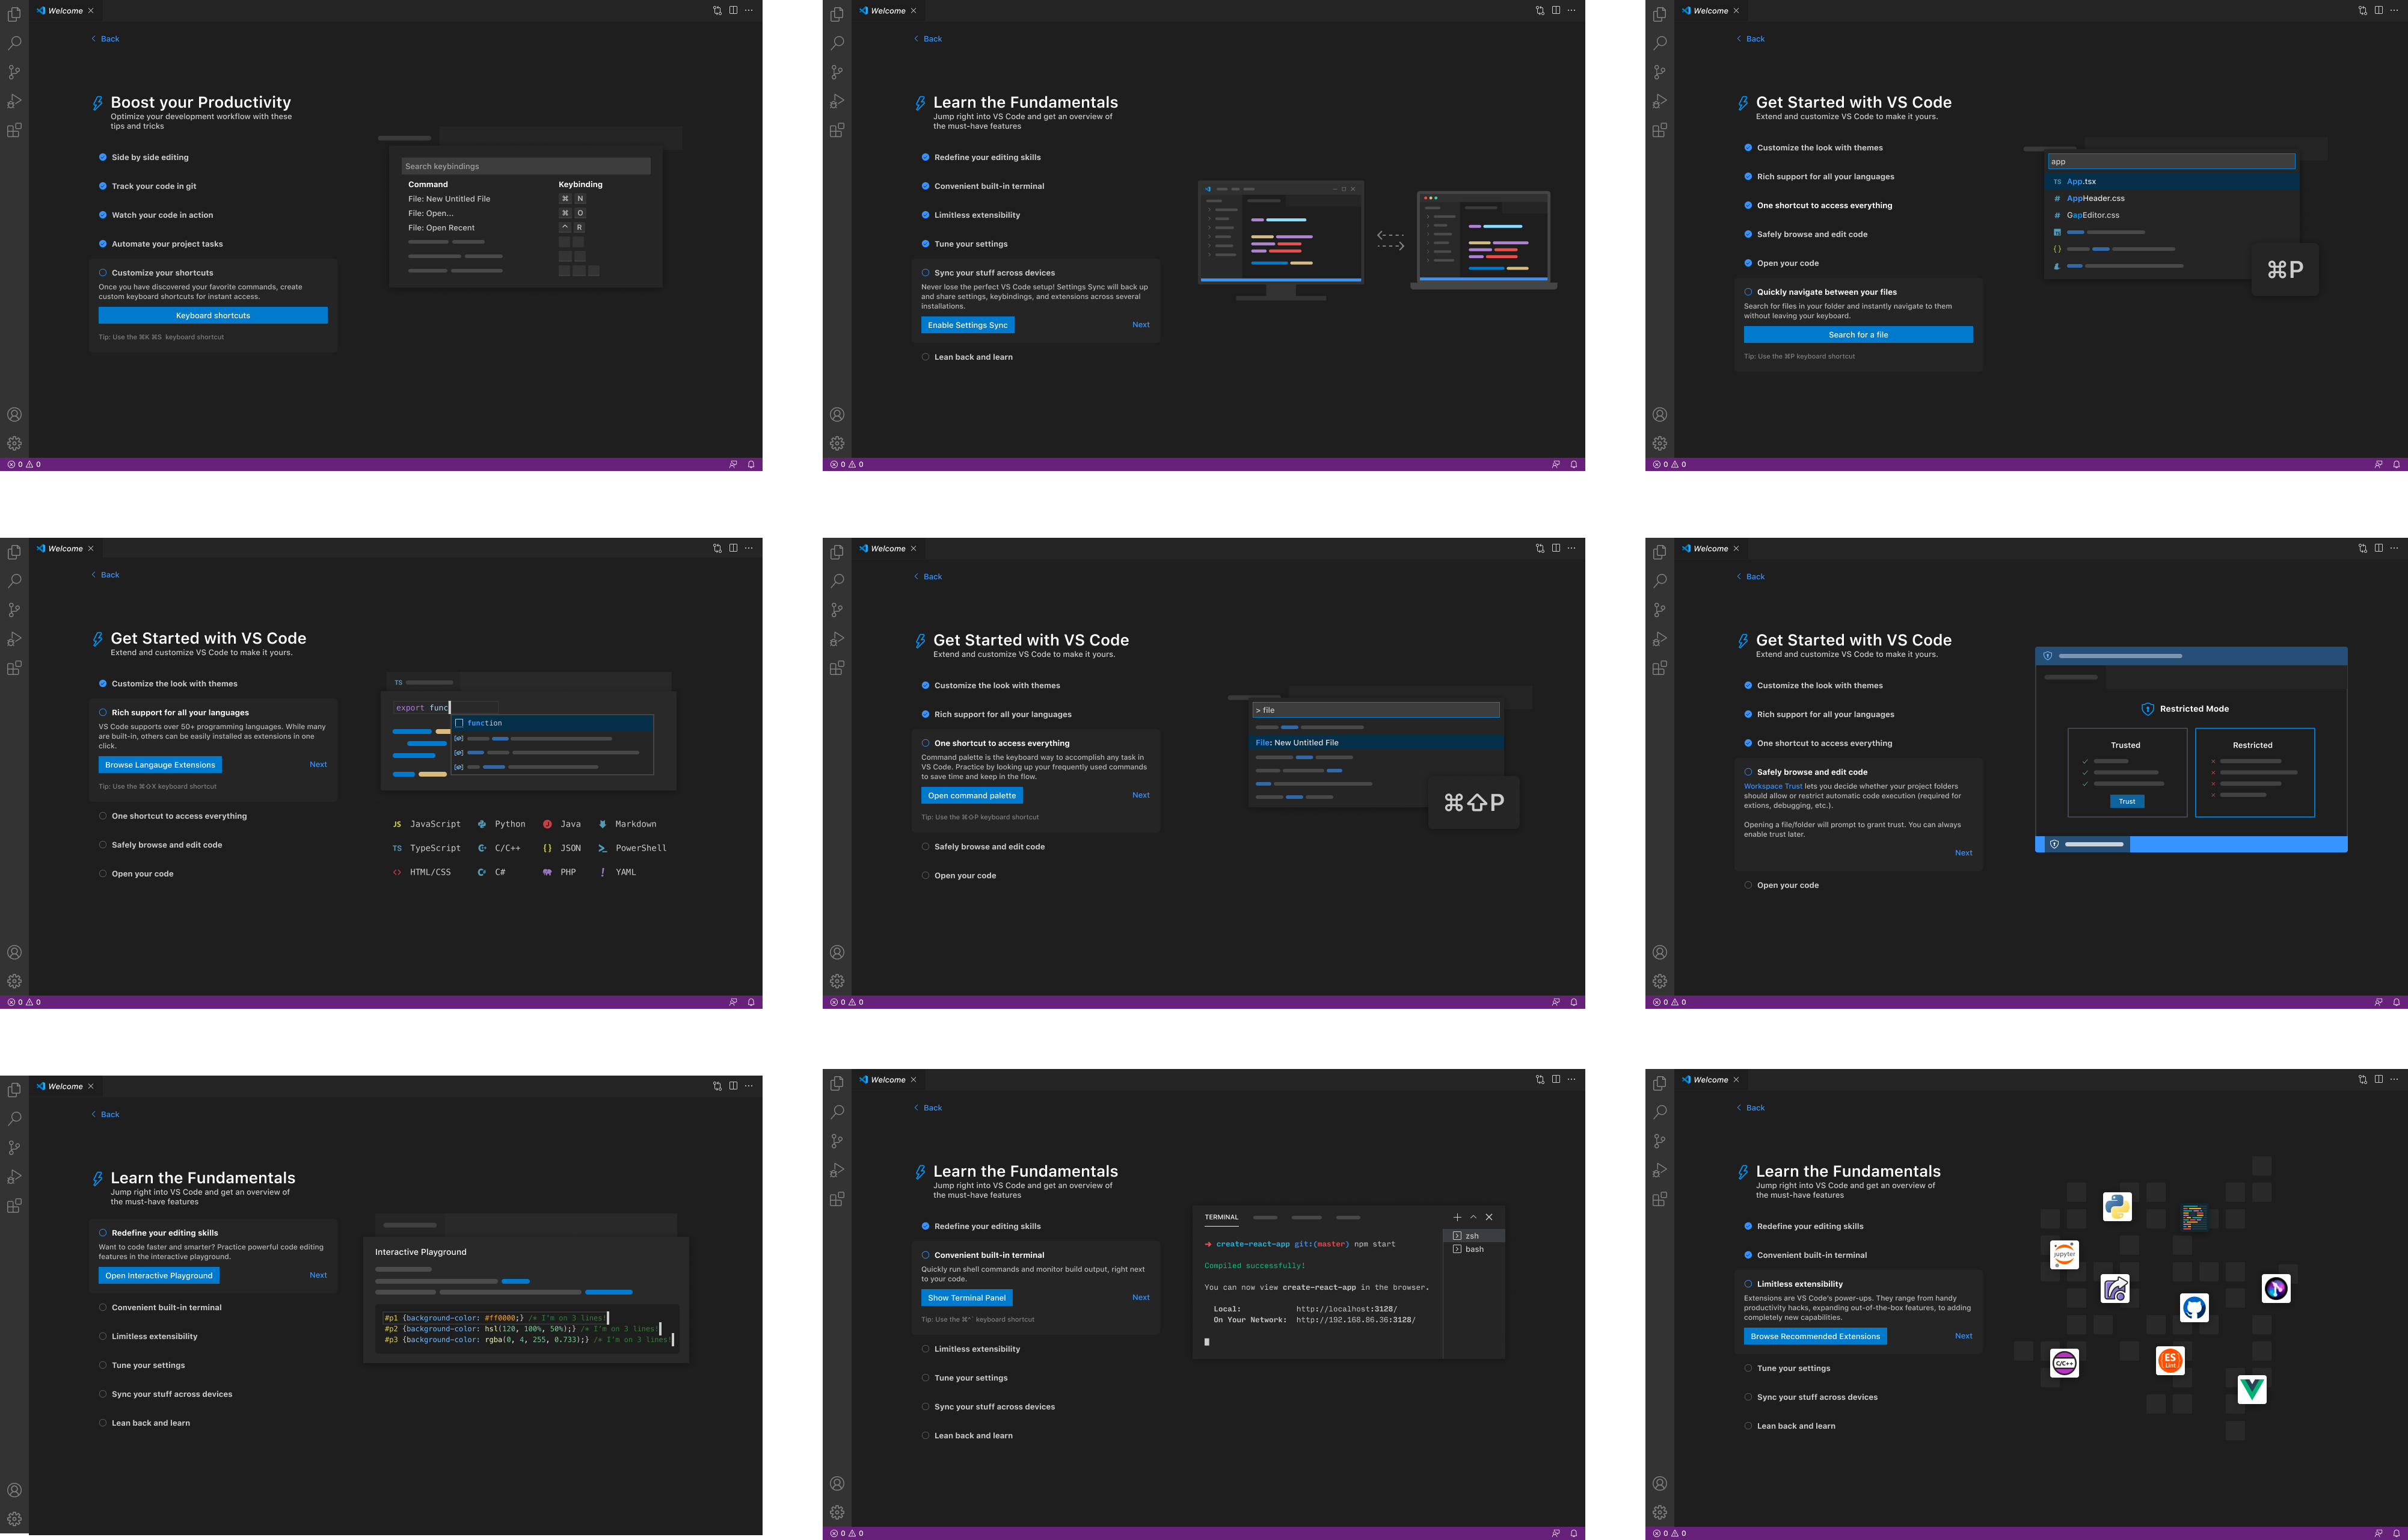 Welcome
Back
Boost your Productivity
Optimize your development workflow with these
tips and tricks
Side by side editing
Track your code in git
Watch your code in action
Automate your project tasks
Customize your shortcuts
Once you have discovered your favorite commands, create
custom keyboard shortcuts for instant access.
Keyboard shortcuts
Tip: Use the ⌘K ⌘S keyboard shortcut
Search keybindings
Command Keybinding
File: New Untitled File ⌘ N
File: Open... ⌘ O
File: Open Recent ^ R
0 0
Welcome
Back
Learn the Fundamentals
Jump right into VS Code and get an overview of
the must-have features
Redefine your editing skills
Convenient built-in terminal
Limitless extensibility
Tune your settings
Sync your stuff across devices
Never lose the perfect VS Code setup! Settings Sync will back up
and share settings, keybindings, and extensions across several
installations.
Enable Settings Sync Next
Lean back and learn
0 0
Welcome
Back
Get Started with VS Code
Extend and customize VS Code to make it yours.
Customize the look with themes
Rich support for all your languages
One shortcut to access everything
Safely browse and edit code
Open your code
Quickly navigate between your files
Search for files in your folder and instantly navigate to them
without leaving your keyboard.
Search for a file
Tip: Use the ⌘P keyboard shortcut
app
TS App.tsx
# AppHeader.css
# GapEditor.css
{ }
⌘P
0 0
Welcome
Back
Get Started with VS Code
Extend and customize VS Code to make it yours.
Customize the look with themes
Rich support for all your languages
VS Code supports over 50+ programming languages. While many
are built-in, others can be easily installed as extensions in one
click.
Browse Langauge Extensions Next
Tip: Use the ⌘⇧X keyboard shortcut
One shortcut to access everything
Safely browse and edit code
Open your code
TS
export func
function
JS JavaScript Python Java Markdown
TS TypeScript C/C++ {} JSON PowerShell
<> HTML/CSS C# PHP ! YAML
0 0
Welcome
Back
Get Started with VS Code
Extend and customize VS Code to make it yours.
Customize the look with themes
Rich support for all your languages
One shortcut to access everything
Command palette is the keyboard way to accomplish any task in
VS Code. Practice by looking up your frequently used commands
to save time and keep in the flow.
Open command palette Next
Tip: Use the ⌘⇧P keyboard shortcut
Safely browse and edit code
Open your code
> file
File: New Untitled File
⌘⇧P
0 0
Welcome
Back
Get Started with VS Code
Extend and customize VS Code to make it yours.
Customize the look with themes
Rich support for all your languages
One shortcut to access everything
Safely browse and edit code
Workspace Trust lets you decide whether your project folders
should allow or restrict automatic code execution (required for
extions, debugging, etc.).
Opening a file/folder will prompt to grant trust. You can always
enable trust later.
Next
Open your code
Restricted Mode
Trusted Restricted
Trust
0 0
Welcome
Back
Learn the Fundamentals
Jump right into VS Code and get an overview of
the must-have features
Redefine your editing skills
Want to code faster and smarter? Practice powerful code editing
features in the interactive playground.
Open Interactive Playground Next
Convenient built-in terminal
Limitless extensibility
Tune your settings
Sync your stuff across devices
Lean back and learn
Interactive Playground
#p1 {background-color: #ff0000;} /* I'm on 3 lines!
#p2 {background-color: hsl(120, 100%, 50%);} /* I'm on 3 lines!
#p3 {background-color: rgba(0, 4, 255, 0.733);} /* I'm on 3 lines!
Welcome
Back
Learn the Fundamentals
Jump right into VS Code and get an overview of
the must-have features
Redefine your editing skills
Convenient built-in terminal
Quickly run shell commands and monitor build output, right next
to your code.
Show Terminal Panel Next
Tip: Use the ⌘` keyboard shortcut
Limitless extensibility
Tune your settings
Sync your stuff across devices
Lean back and learn
TERMINAL
zsh
bash
➜ create-react-app git:(master) npm start
Compiled successfully!
You can now view create-react-app in the browser.
Local: http://localhost:3128/
On Your Network: http://192.168.86.36:3128/
0 0
Welcome
Back
Learn the Fundamentals
Jump right into VS Code and get an overview of
the must-have features
Redefine your editing skills
Convenient built-in terminal
Limitless extensibility
Extensions are VS Code's power-ups. They range from handy
productivity hacks, expanding out-of-the-box features, to adding
completely new capabilities.
Browse Recommended Extensions Next
Tune your settings
Sync your stuff across devices
Lean back and learn
jupyter
C/C++
ES
LINT
0 0